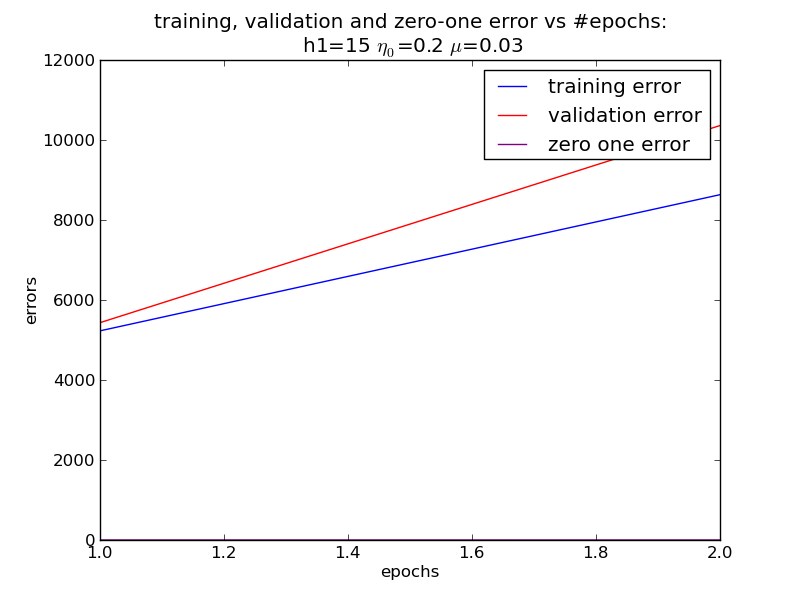 training, validation and zero-one error vs #epochs:
h1=15 η₀=0.2 μ=0.03
12000
10000
8000
6000
4000
2000
0
errors
training error
validation error
zero one error
1.0 1.2 1.4 1.6 1.8 2.0
epochs